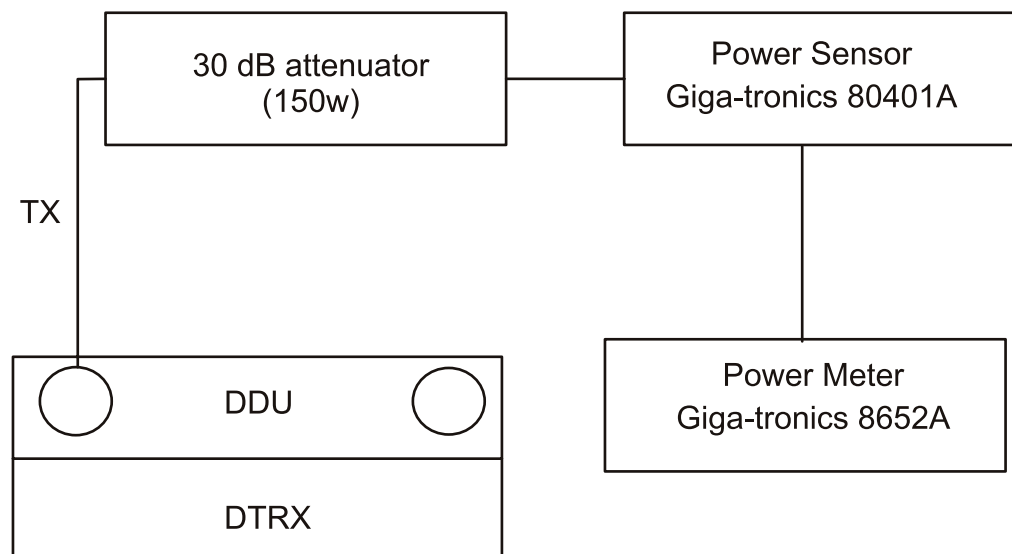 30 dB attenuator
(150w)
Power Sensor
Giga-tronics 80401A
TX
DDU
Power Meter
Giga-tronics 8652A
DTRX